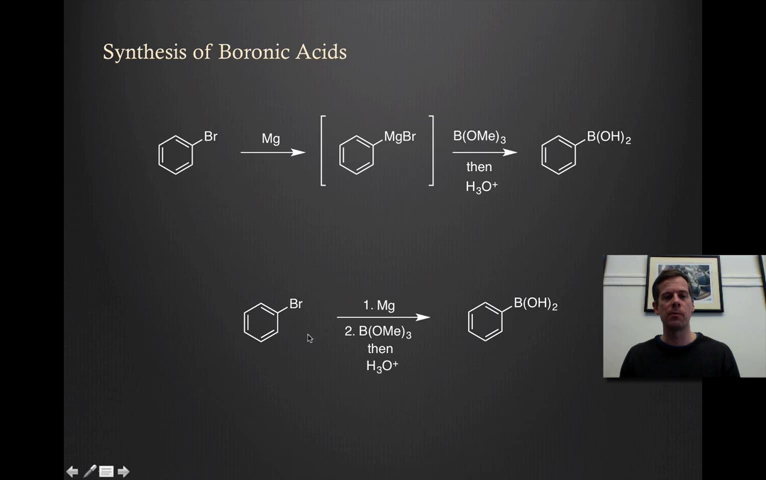 Synthesis of Boronic Acids
Br
Mg
MgBr
B(OMe)₃
then
H₃O⁺
B(OH)₂
Br
1. Mg
2. B(OMe)₃
then
H₃O⁺
B(OH)₂